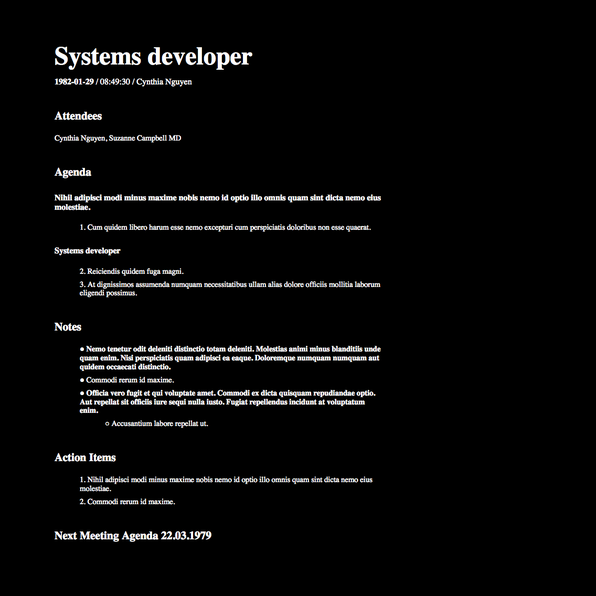 Systems developer
1982-01-29 / 08:49:30 / Cynthia Nguyen
Attendees
Cynthia Nguyen, Suzanne Campbell MD
Agenda
Nihil adipisci modi minus maxime nobis nemo id optio illo omnis quam sint dicta nemo eius
molestiae.
1. Cum quidem libero harum esse nemo excepturi cum perspiciatis doloribus non esse quaerat.
Systems developer
2. Reiciendis quidem fuga magni.
3. At dignissimos assumenda numquam necessitatibus ullam alias dolore officiis mollitia laborum
eligendi possimus.
Notes
● Nemo tenetur odit deleniti distinctio totam deleniti. Molestias animi minus blanditiis unde
quam enim. Nisi perspiciatis quam adipisci ea eaque. Doloremque numquam numquam aut
quidem occaecati distinctio.
● Commodi rerum id maxime.
● Officia vero fugit et qui voluptate amet. Commodi ex dicta quisquam repudiandae optio.
Aut repellat sit officiis iure sequi nulla iusto. Fugiat repellendus incidunt at voluptatum
enim.
○ Accusantium labore repellat ut.
Action Items
1. Nihil adipisci modi minus maxime nobis nemo id optio illo omnis quam sint dicta nemo eius
molestiae.
2. Commodi rerum id maxime.
Next Meeting Agenda 22.03.1979